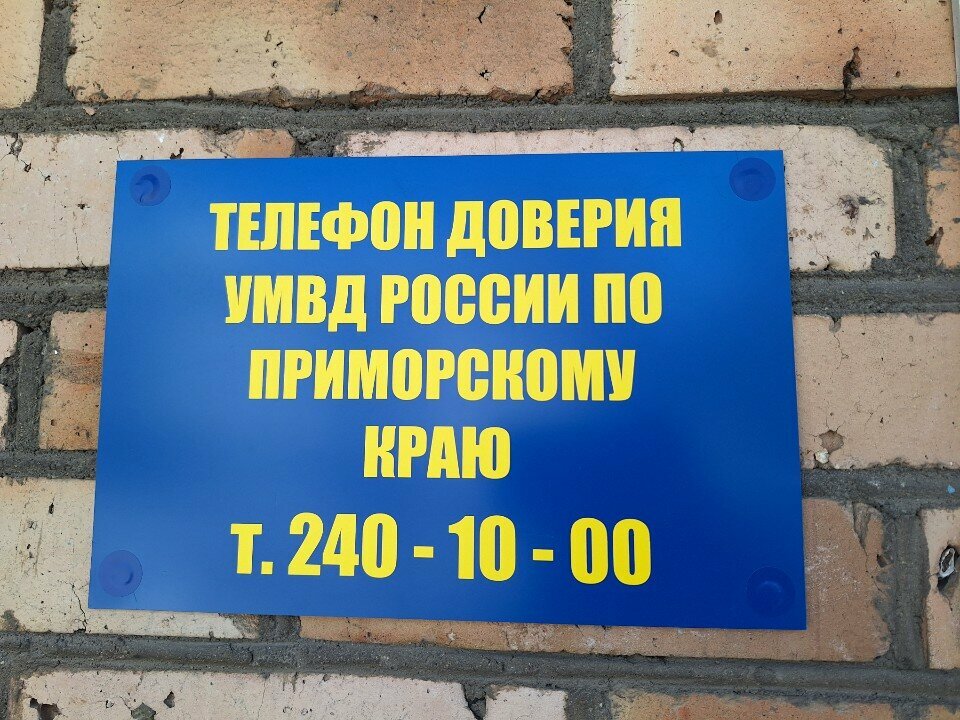 ТЕЛЕФОН ДОВЕРИЯ
УМВД РОССИИ ПО
ПРИМОРСКОМУ
КРАЮ
т. 240 - 10 - 00